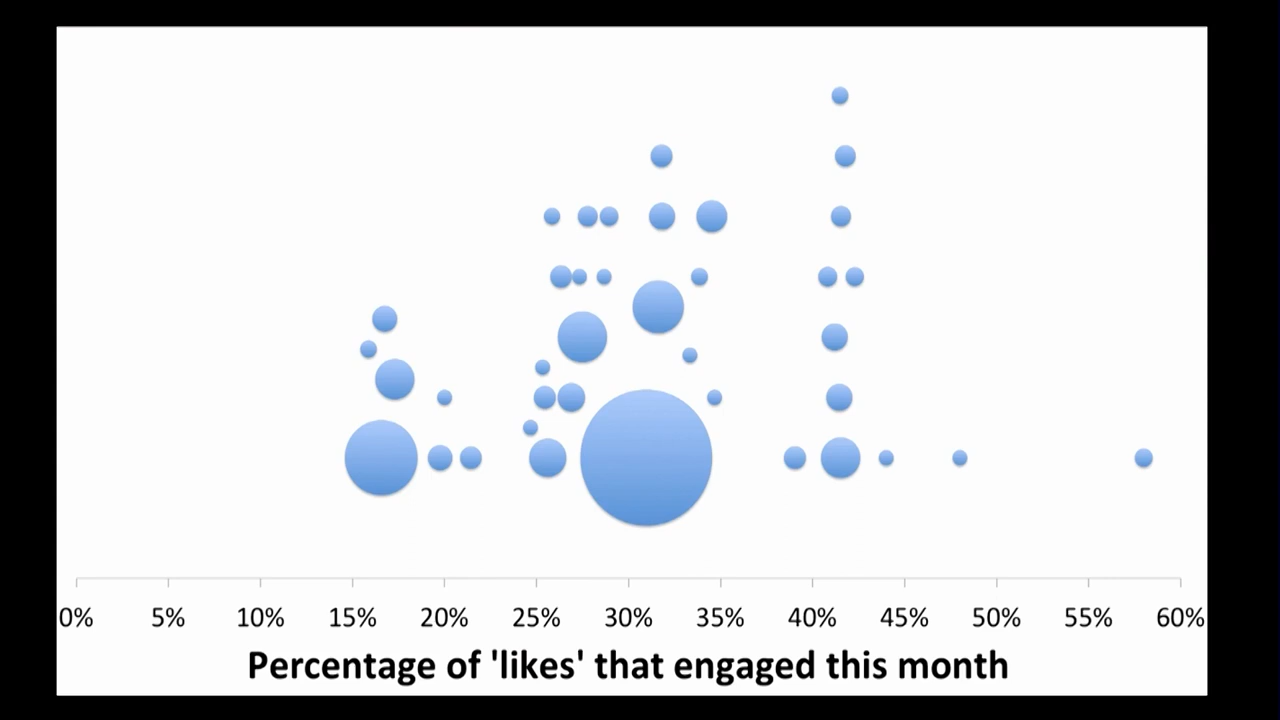 0% 5% 10% 15% 20% 25% 30% 35% 40% 45% 50% 55% 60%
Percentage of 'likes' that engaged this month